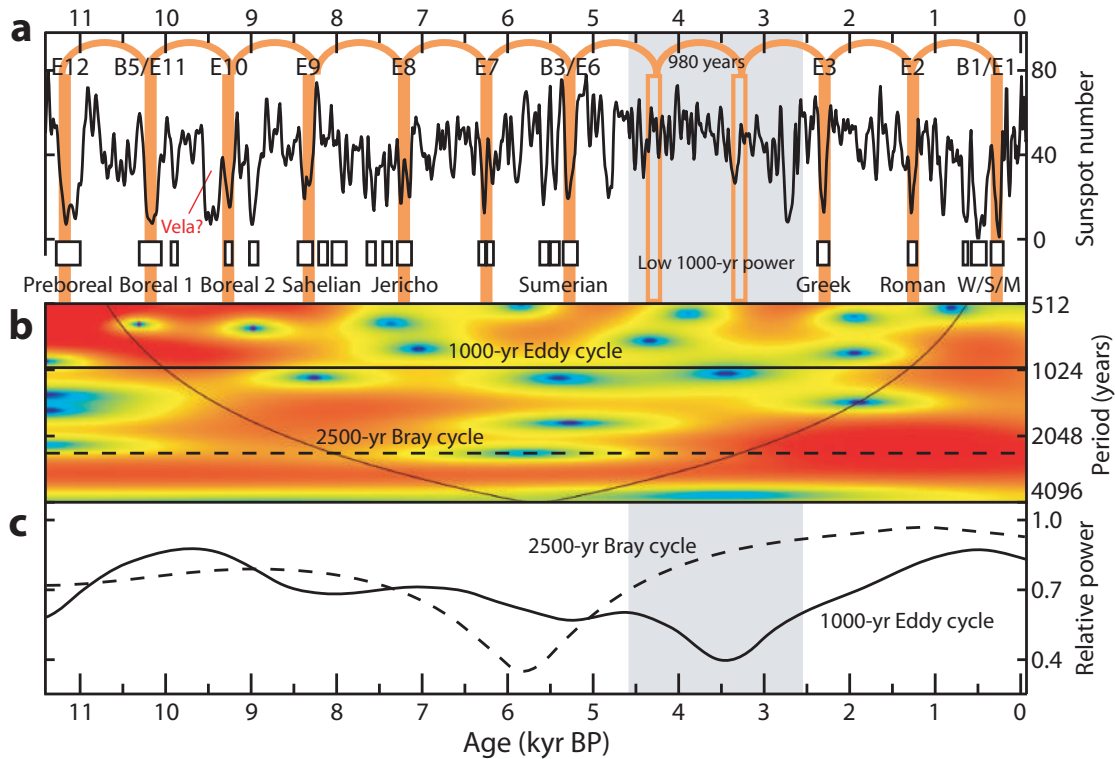 11 10 9 8 7 6 5 4 3 2 1 0
a
E12 B5/E11 E10 E9 E8 E7 B3/E6 980 years E3 E2 B1/E1
80
40
0
Sunspot number
Vela?
Low 1000-yr power
Preboreal Boreal 1 Boreal 2 Sahelian Jericho Sumerian Greek Roman W/S/M
b
512
1024
2048
4096
Period (years)
1000-yr Eddy cycle
2500-yr Bray cycle
c
1.0
0.7
0.4
Relative power
2500-yr Bray cycle
1000-yr Eddy cycle
11 10 9 8 7 6 5 4 3 2 1 0
Age (kyr BP)